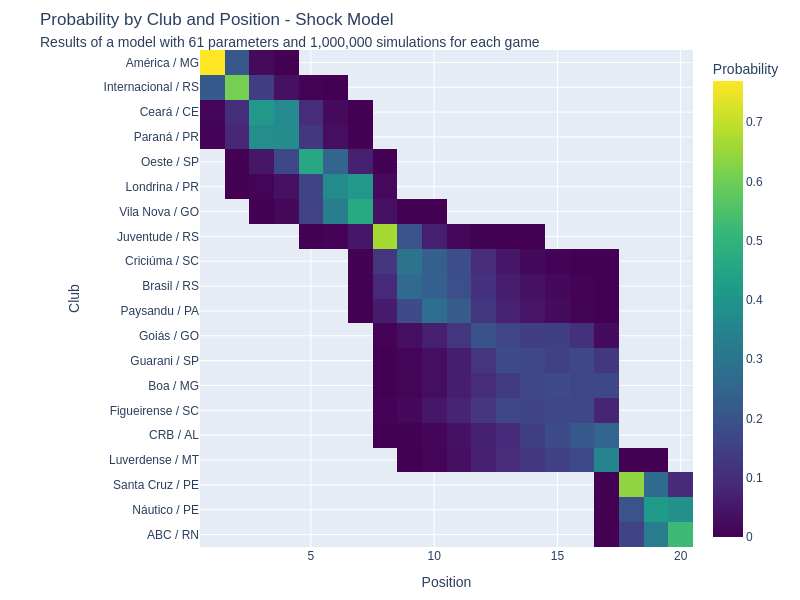 Probability by Club and Position - Shock Model
Results of a model with 61 parameters and 1,000,000 simulations for each game
Probability
América / MG
Internacional / RS
Ceará / CE
Paraná / PR
Oeste / SP
Londrina / PR
Vila Nova / GO
Juventude / RS
Criciúma / SC
Brasil / RS
Paysandu / PA
Goiás / GO
Guarani / SP
Boa / MG
Figueirense / SC
CRB / AL
Luverdense / MT
Santa Cruz / PE
Náutico / PE
ABC / RN
Club
5
10
15
20
Position
0.7
0.6
0.5
0.4
0.3
0.2
0.1
0